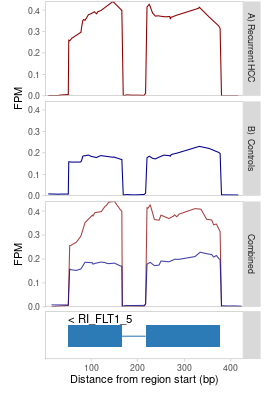 0.4
0.3
0.2
0.1
0.0
FPM
A) Recurrent HCC
0.4
0.3
0.2
0.1
0.0
B) Controls
0.4
0.3
0.2
0.1
0.0
FPM
Combined
< RI_FLT1_5
100
200
300
400
Distance from region start (bp)